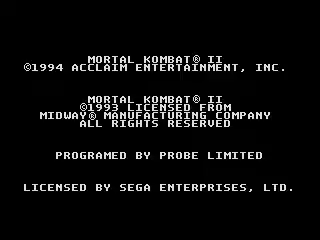 MORTAL KOMBAT® II
©1994 ACCLAIM ENTERTAINMENT, INC.
MORTAL KOMBAT® II
©1993 LICENSED FROM
MIDWAY® MANUFACTURING COMPANY
ALL RIGHTS RESERVED
PROGRAMED BY PROBE LIMITED
LICENSED BY SEGA ENTERPRISES, LTD.